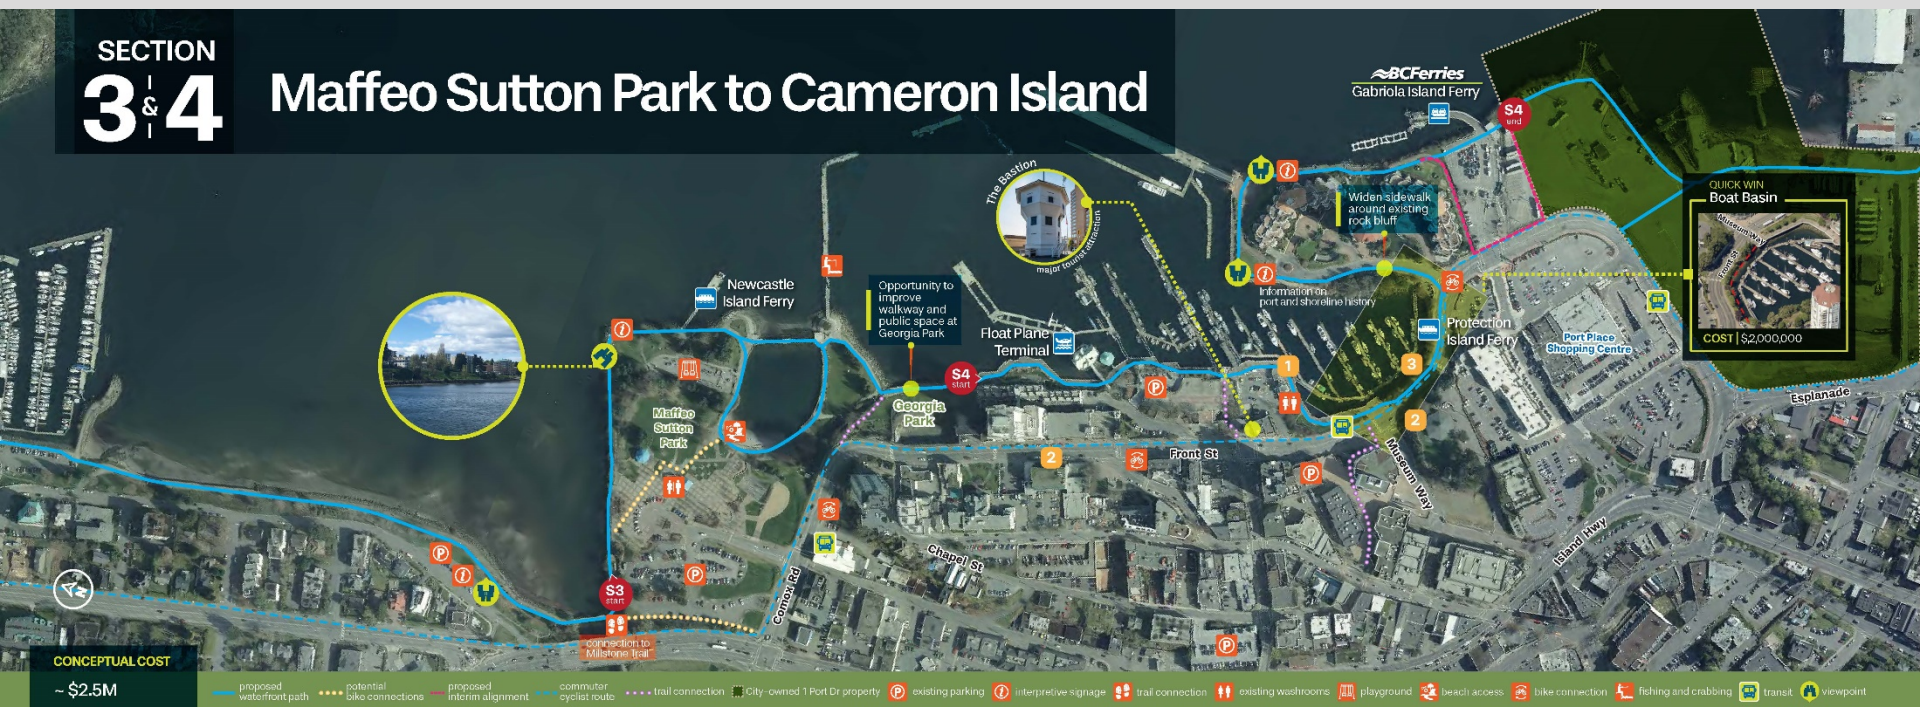 SECTION
3 & 4
Maffeo Sutton Park to Cameron Island
BCFerries
Gabriola Island Ferry
S4
end
The Bastion
major tourist attraction
Widen sidewalk
around existing
rock bluff
QUICK WIN
Boat Basin
Museum Way
Front St
COST | $2,000,000
Newcastle
Island Ferry
Opportunity to
improve
walkway and
public space at
Georgia Park
Float Plane
Terminal
Information on
port and shoreline history
Protection
Island Ferry
Port Place
Shopping Centre
Esplanade
S4
start
Georgia
Park
Maffeo
Sutton
Park
1
3
2
2
Front St
Museum Way
Island Hwy
Chapel St
Comox Rd
S3
start
connection to
Millstone Trail
N
CONCEPTUAL COST
~ $2.5M
proposed
waterfront path
potential
bike connections
proposed
interim alignment
commuter
cyclist route
trail connection
City-owned 1 Port Dr property
existing parking
interpretive signage
trail connection
existing washrooms
playground
beach access
bike connection
fishing and crabbing
transit
viewpoint